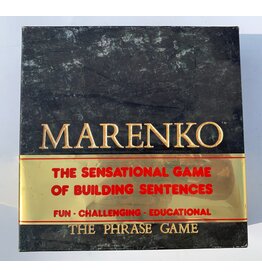 MARENKO
THE SENSATIONAL GAME
OF BUILDING SENTENCES
FUN · CHALLENGING · EDUCATIONAL
THE PHRASE GAME